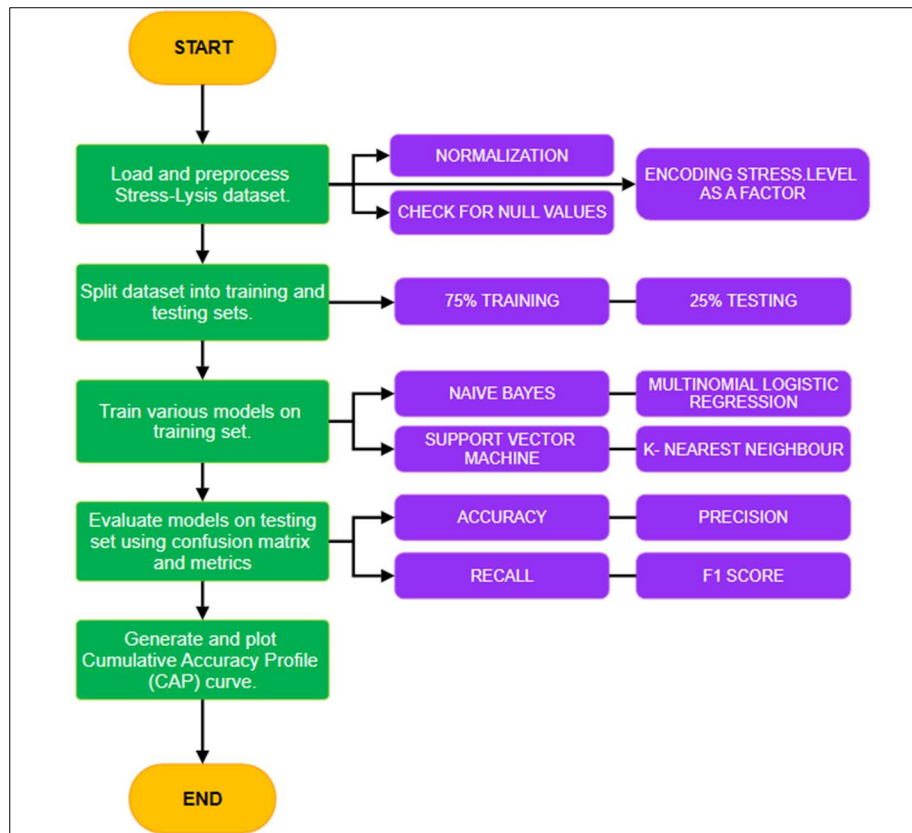 START
Load and preprocess
Stress-Lysis dataset.
NORMALIZATION
CHECK FOR NULL VALUES
ENCODING STRESS.LEVEL
AS A FACTOR
Split dataset into training and
testing sets.
75% TRAINING
25% TESTING
Train various models on
training set.
NAIVE BAYES
MULTINOMIAL LOGISTIC
REGRESSION
SUPPORT VECTOR
MACHINE
K- NEAREST NEIGHBOUR
Evaluate models on testing
set using confusion matrix
and metrics
ACCURACY
PRECISION
RECALL
F1 SCORE
Generate and plot
Cumulative Accuracy Profile
(CAP) curve.
END